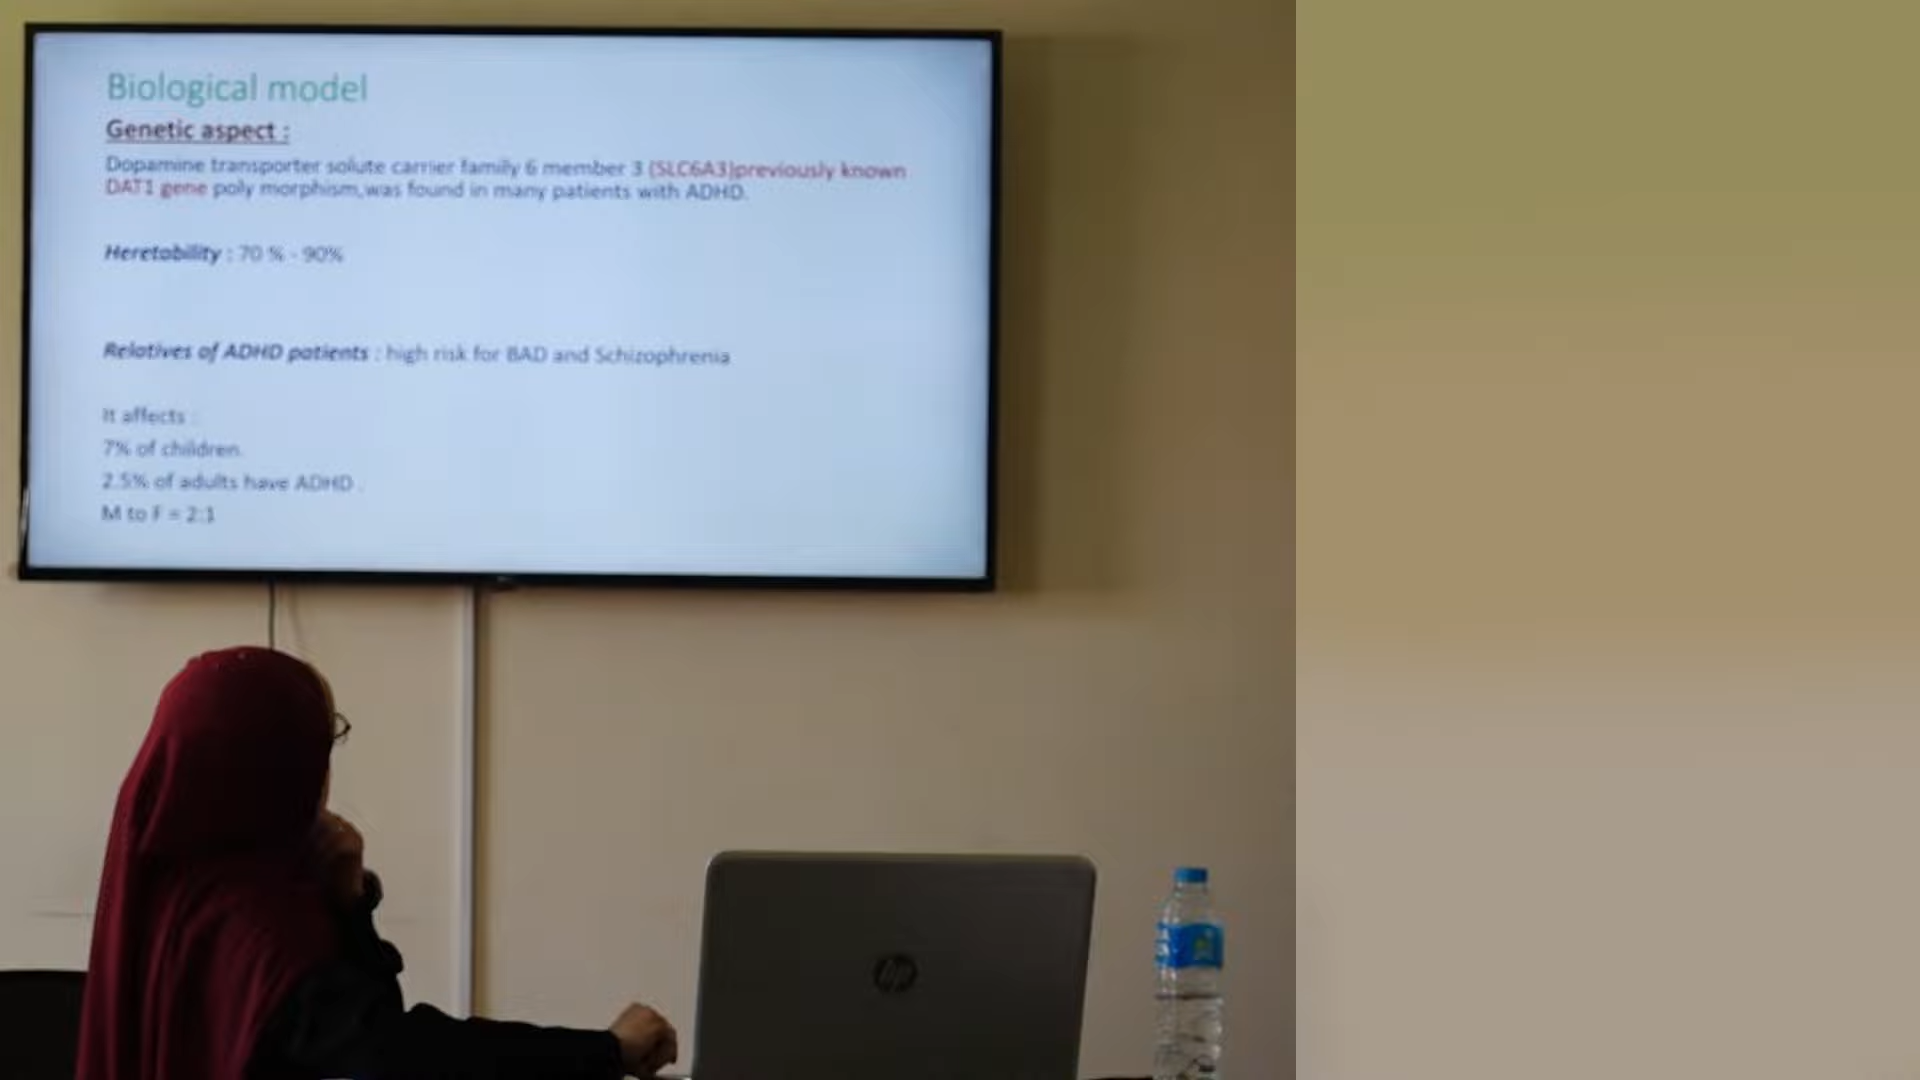 Biological model
Genetic aspect :
Dopamine transporter solute carrier family 6 member 3 (SLC6A3)previously known
DAT1 gene poly morphism,was found in many patients with ADHD.
Heretability : 70 % - 90%
Relatives of ADHD patients : high risk for BAD and Schizophrenia
It affects :
7% of children.
2.5% of adults have ADHD .
M to F = 2:1
hp